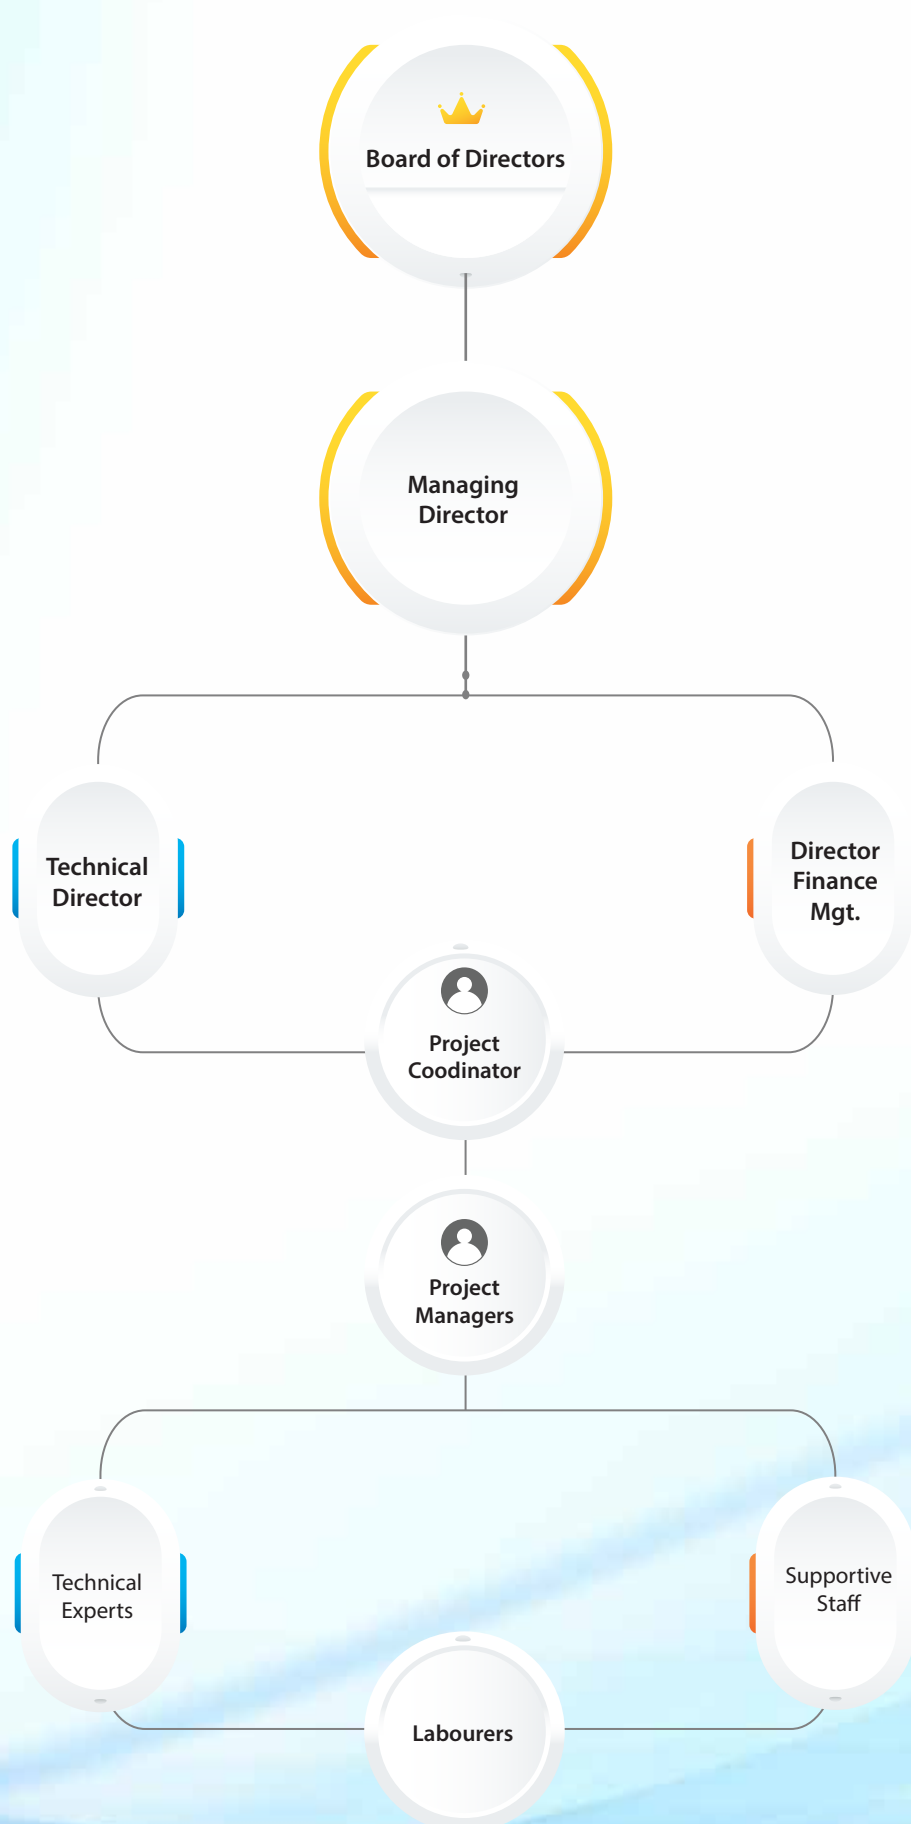 Board of Directors
Managing
Director
Technical
Director
Director
Finance
Mgt.
Project
Coodinator
Project
Managers
Technical
Experts
Supportive
Staff
Labourers